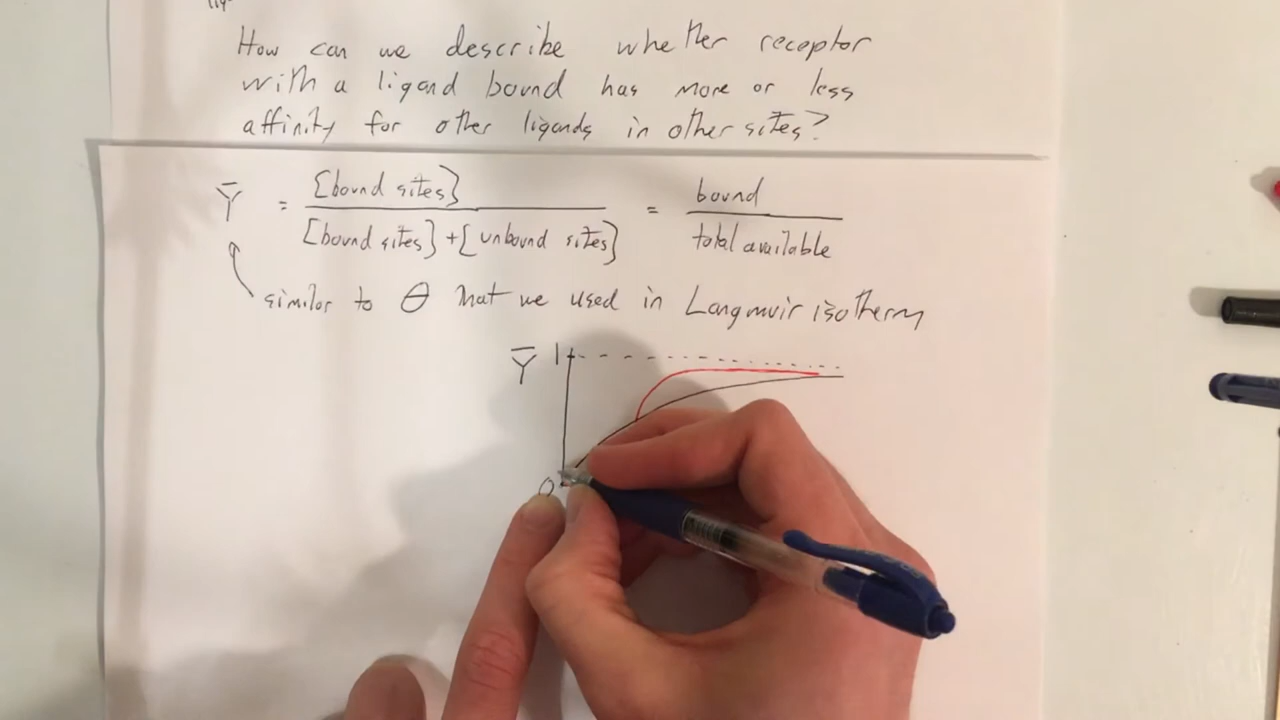 How can we describe whether receptor
with a ligand bound has more or less
affinity for other ligands in other sites?
Ȳ = [bound sites] / [bound sites] + [unbound sites] = bound / total available
similar to θ that we used in Langmuir isotherm
Ȳ 1
0